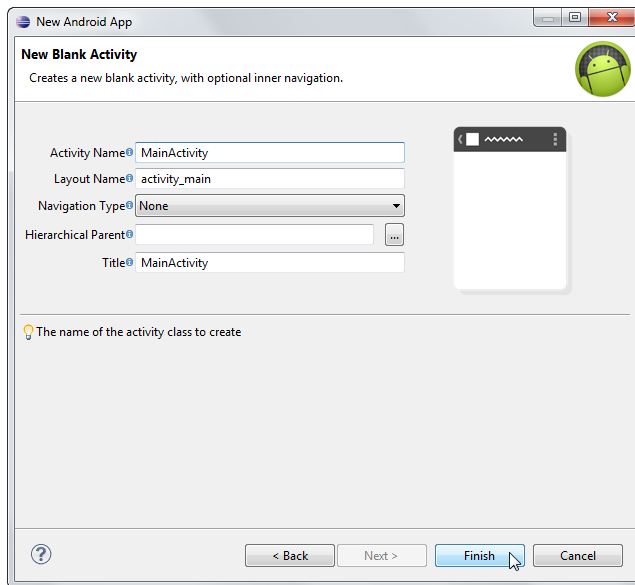 New Android App
New Blank Activity
Creates a new blank activity, with optional inner navigation.
Activity Name MainActivity
Layout Name activity_main
Navigation Type None
Hierarchical Parent ...
Title MainActivity
The name of the activity class to create
? < Back Next > Finish Cancel